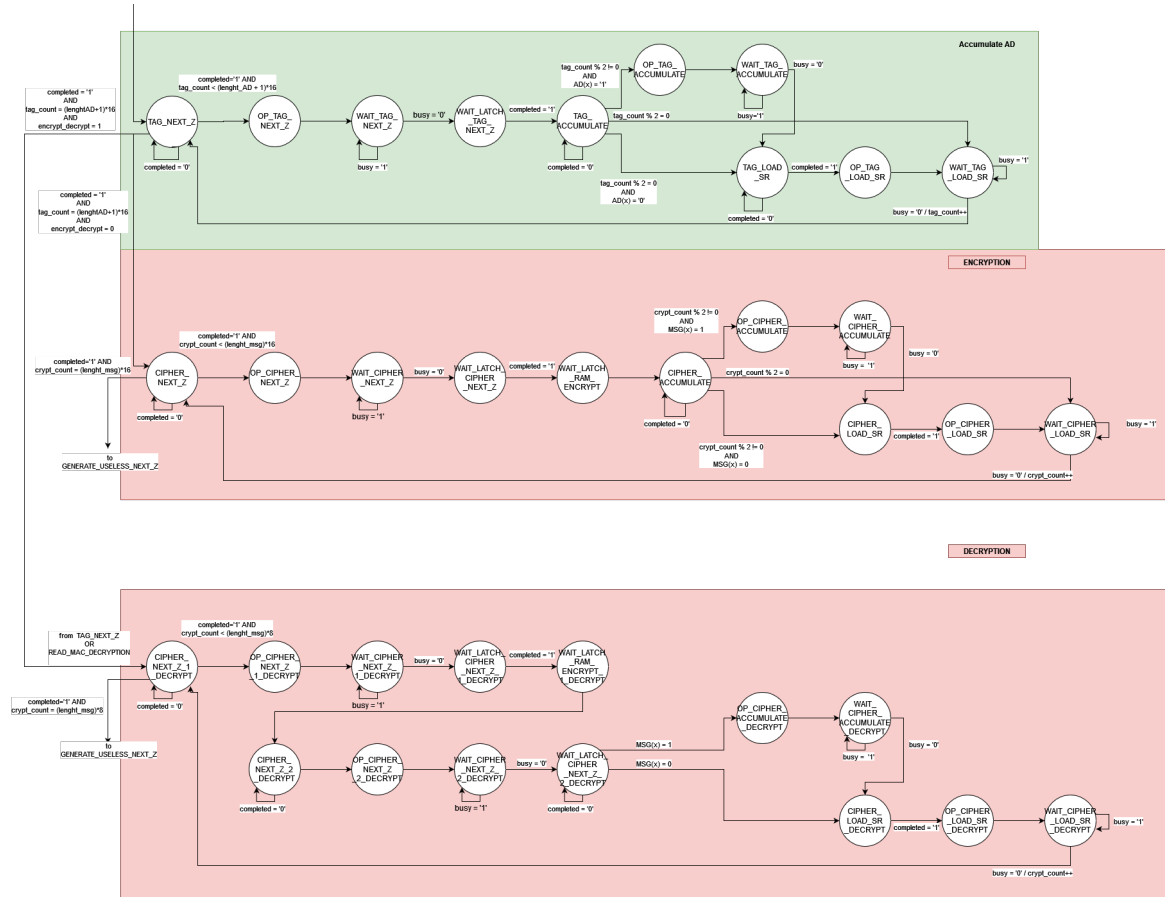 Accumulate AD
completed = '1'
AND
tag_count = (lenghtAD+1)*16
AND
encrypt_decrypt = 1
completed='1' AND
tag_count < (lenght_AD + 1)*16
TAG_NEXT_Z
completed = '0'
OP_TAG_
NEXT_Z
WAIT_TAG_
NEXT_Z
busy = '1'
busy = '0'
WAIT_LATCH
_TAG_
NEXT_Z
completed = '1'
TAG_
ACCUMULATE
completed = '0'
tag_count % 2 != 0
AND
AD(x) = '1'
OP_TAG_
ACCUMULATE
WAIT_TAG_
ACCUMULATE
busy='1'
busy = '0'
tag_count % 2 = 0
tag_count % 2 = 0
AND
AD(x) = '0'
TAG_LOAD
_SR
completed = '0'
completed = '1'
OP_TAG
_LOAD_SR
WAIT_TAG
_LOAD_SR
busy = '1'
busy = '0' / tag_count++
completed = '1'
AND
tag_count = (lenghtAD+1)*16
AND
encrypt_decrypt = 0
ENCRYPTION
completed='1' AND
crypt_count = (lenght_msg)*16
completed='1' AND
crypt_count < (lenght_msg)*16
CIPHER_
NEXT_Z
completed = '0'
to
GENERATE_USELESS_NEXT_Z
OP_CIPHER_
NEXT_Z
WAIT_CIPHER
_NEXT_Z
busy = '1'
busy = '0'
WAIT_LATCH_
CIPHER
_NEXT_Z
completed = '1'
WAIT_LATCH
_RAM_
ENCRYPT
CIPHER_
ACCUMULATE
completed = '0'
crypt_count % 2 != 0
AND
MSG(x) = 1
OP_CIPHER_
ACCUMULATE
WAIT_
CIPHER_
ACCUMULATE
busy = '1'
busy = '0'
crypt_count % 2 = 0
crypt_count % 2 != 0
AND
MSG(x) = 0
CIPHER_
LOAD_SR
completed = '1'
OP_CIPHER
_LOAD_SR
WAIT_CIPHER
_LOAD_SR
busy = '1'
busy = '0' / crypt_count++
DECRYPTION
from TAG_NEXT_Z
OR
READ_MAC_DECRYPTION
completed='1' AND
crypt_count < (lenght_msg)*8
CIPHER_
NEXT_Z_1
_DECRYPT
completed = '0'
completed='1' AND
crypt_count = (lenght_msg)*8
to
GENERATE_USELESS_NEXT_Z
OP_CIPHER_
NEXT_Z
_1_DECRYPT
WAIT_CIPHER
_NEXT_Z_
1_DECRYPT
busy = '1'
busy = '0'
WAIT_LATCH_
CIPHER
_NEXT_Z_
1_DECRYPT
completed = '1'
WAIT_LATCH
_RAM_
ENCRYPT_
1_DECRYPT
CIPHER_
NEXT_Z_2
_DECRYPT
completed = '0'
OP_CIPHER_
NEXT_Z
_2_DECRYPT
WAIT_CIPHER
_NEXT_Z_
2_DECRYPT
busy = '1'
busy = '0'
WAIT_LATCH_
CIPHER
_NEXT_Z_
2_DECRYPT
completed = '0'
MSG(x) = 1
MSG(x) = 0
OP_CIPHER_
ACCUMULATE
_DECRYPT
WAIT_
CIPHER_
ACCUMULATE
_DECRYPT
busy = '1'
busy = '0'
CIPHER_
LOAD_SR
_DECRYPT
completed = '1'
OP_CIPHER
_LOAD_SR
_DECRYPT
WAIT_CIPHER
_LOAD_SR
_DECRYPT
busy = '1'
busy = '0' / crypt_count++